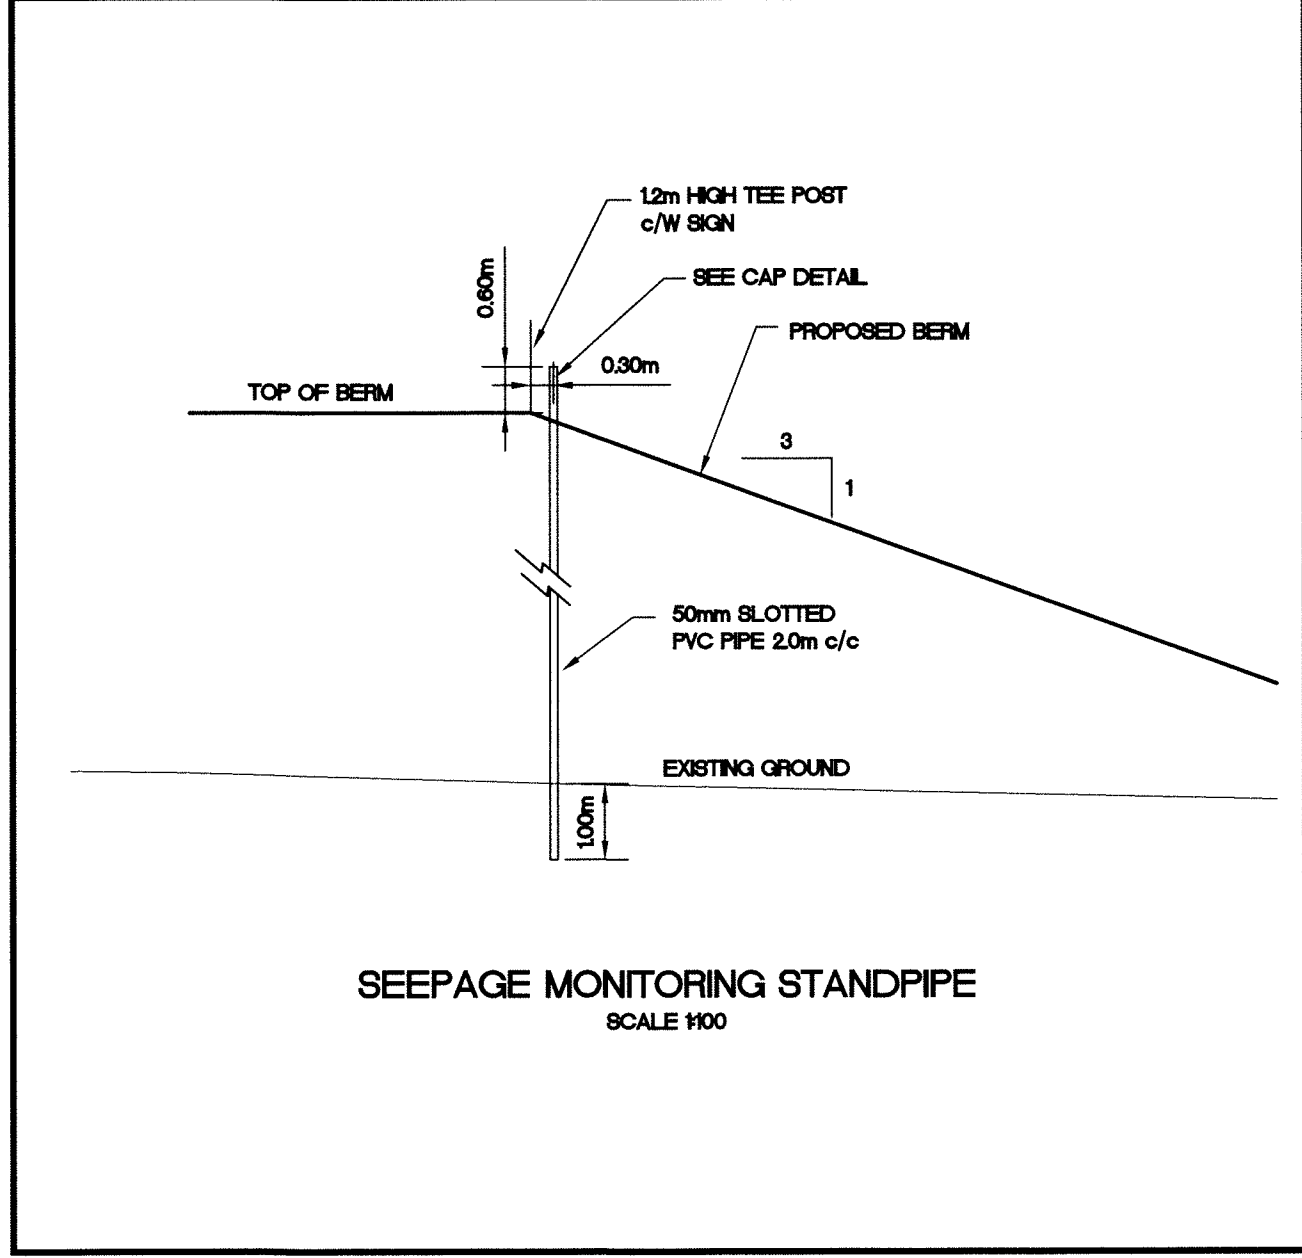 1.2m HIGH TEE POST
c/W SIGN
0.60m
SEE CAP DETAIL
PROPOSED BERM
0.30m
TOP OF BERM
3
1
50mm SLOTTED
PVC PIPE 2.0m c/c
EXISTING GROUND
1.00m
SEEPAGE MONITORING STANDPIPE
SCALE 1:100